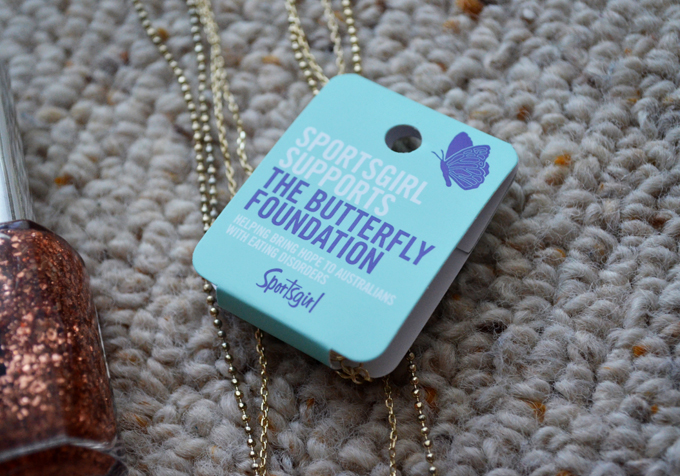 SPORTSGIRL
SUPPORTS
THE BUTTERFLY
FOUNDATION
HELPING BRING HOPE TO AUSTRALIANS
WITH EATING DISORDERS
Sportsgirl